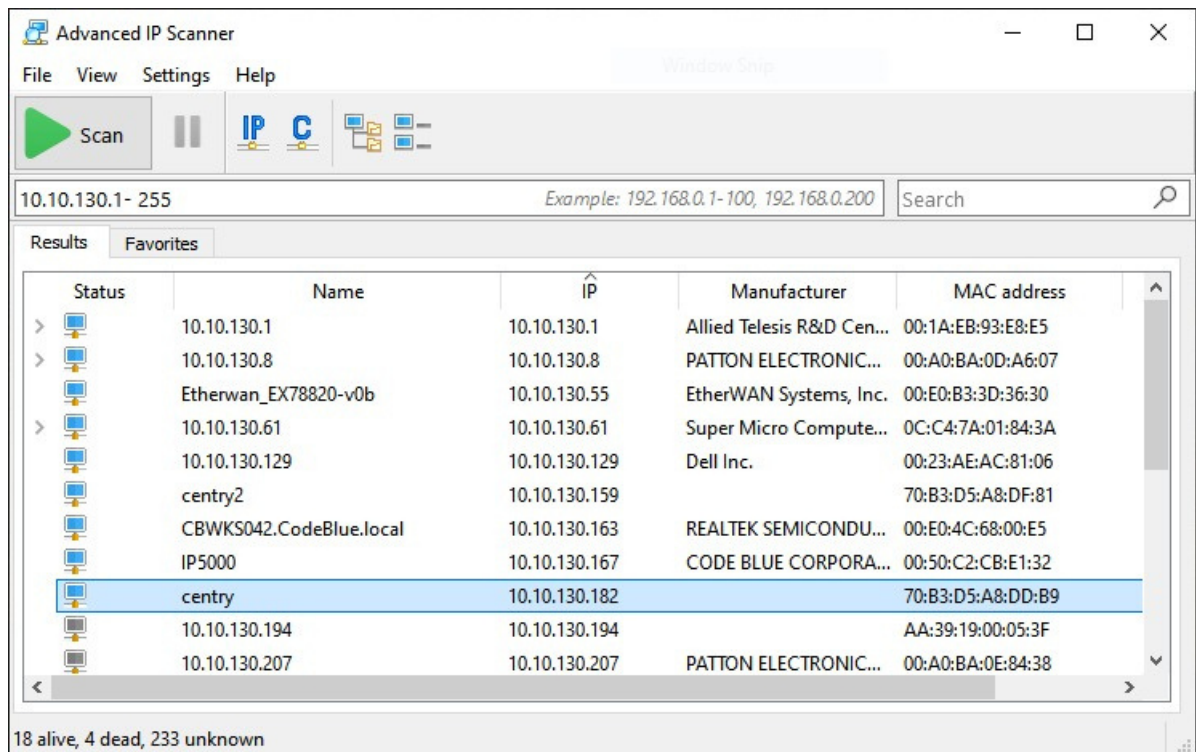 Advanced IP Scanner
Window Snip
File View Settings Help
Scan IP C
10.10.130.1- 255 Example: 192.168.0.1-100, 192.168.0.200 Search
Results Favorites
Status Name IP Manufacturer MAC address
10.10.130.1 10.10.130.1 Allied Telesis R&D Cen... 00:1A:EB:93:E8:E5
10.10.130.8 10.10.130.8 PATTON ELECTRONIC... 00:A0:BA:0D:A6:07
Etherwan_EX78820-v0b 10.10.130.55 EtherWAN Systems, Inc. 00:E0:B3:3D:36:30
10.10.130.61 10.10.130.61 Super Micro Compute... 0C:C4:7A:01:84:3A
10.10.130.129 10.10.130.129 Dell Inc. 00:23:AE:AC:81:06
centry2 10.10.130.159 70:B3:D5:A8:DF:81
CBWKS042.CodeBlue.local 10.10.130.163 REALTEK SEMICONDU... 00:E0:4C:68:00:E5
IP5000 10.10.130.167 CODE BLUE CORPORA... 00:50:C2:CB:E1:32
centry 10.10.130.182 70:B3:D5:A8:DD:B9
10.10.130.194 10.10.130.194 AA:39:19:00:05:3F
10.10.130.207 10.10.130.207 PATTON ELECTRONIC... 00:A0:BA:0E:84:38
18 alive, 4 dead, 233 unknown